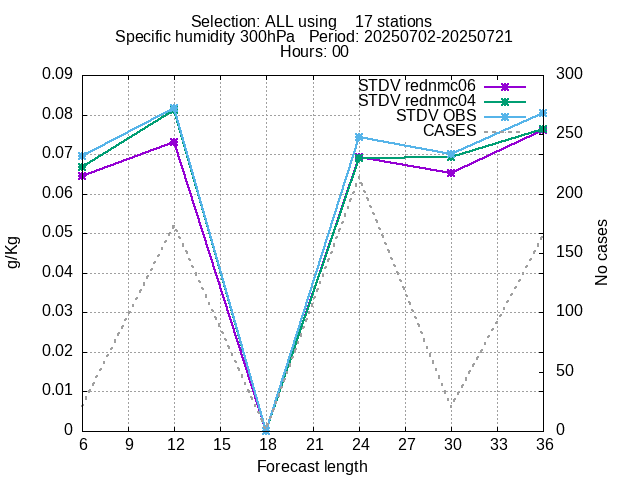 Selection: ALL using    17 stations
Specific humidity 300hPa   Period: 20250702-20250721
Hours: 00
STDV rednmc06
STDV rednmc04
STDV OBS
CASES
0.09
0.08
0.07
0.06
0.05
0.04
0.03
0.02
0.01
0
g/Kg
300
250
200
150
100
50
0
No cases
6 9 12 15 18 21 24 27 30 33 36
Forecast length